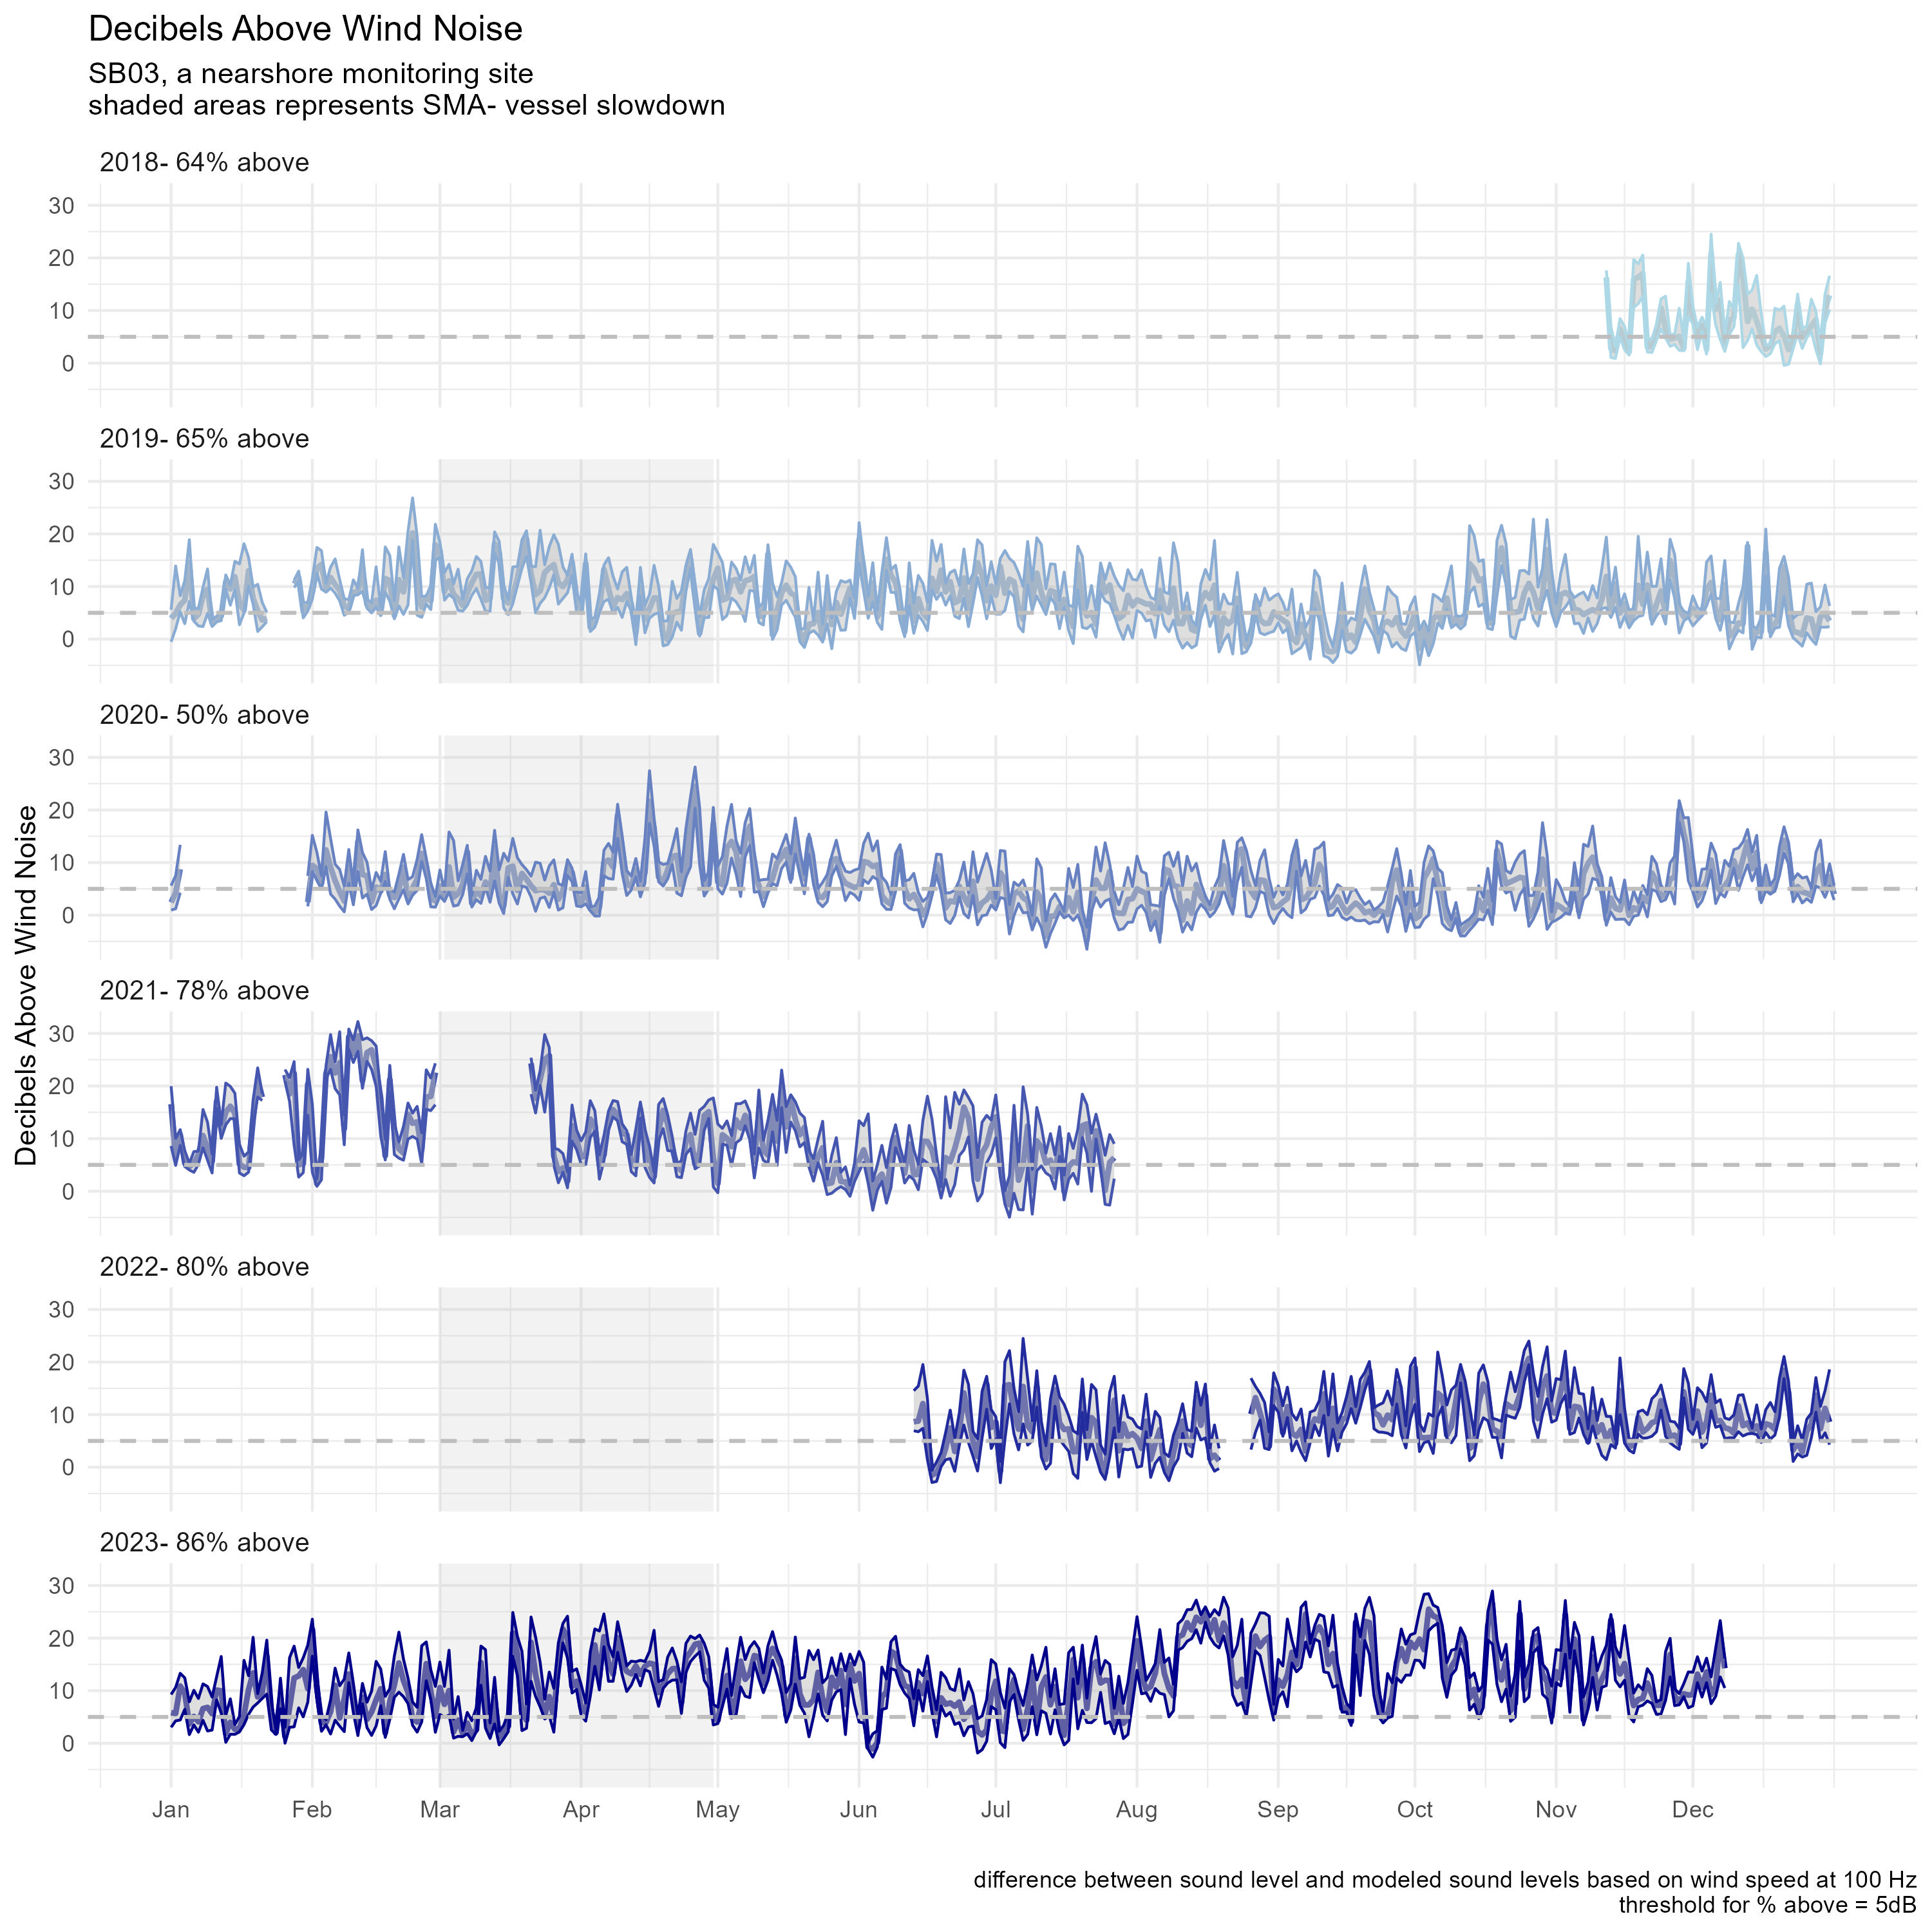 Decibels Above Wind Noise
SB03, a nearshore monitoring site
shaded areas represents SMA- vessel slowdown
Decibels Above Wind Noise
2018- 64% above
30
20
10
0
2019- 65% above
30
20
10
0
2020- 50% above
30
20
10
0
2021- 78% above
30
20
10
0
2022- 80% above
30
20
10
0
2023- 86% above
30
20
10
0
Jan Feb Mar Apr May Jun Jul Aug Sep Oct Nov Dec
difference between sound level and modeled sound levels based on wind speed at 100 Hz
threshold for % above = 5dB